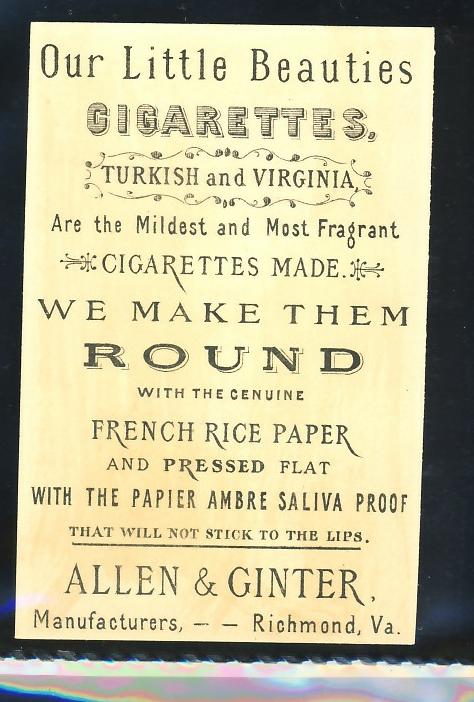 Our Little Beauties
CIGARETTES,
TURKISH and VIRGINIA,
Are the Mildest and Most Fragrant
CIGARETTES MADE.
WE MAKE THEM
ROUND
WITH THE GENUINE
FRENCH RICE PAPER
AND PRESSED FLAT
WITH THE PAPIER AMBRE SALIVA PROOF
THAT WILL NOT STICK TO THE LIPS.
ALLEN & GINTER,
Manufacturers, — — Richmond, Va.